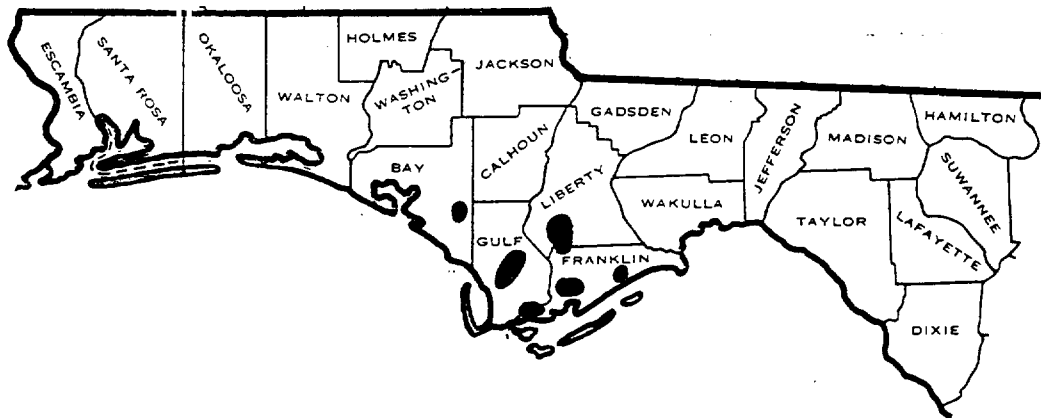 ESCAMBIA
SANTA ROSA
OKALOOSA
WALTON
HOLMES
WASHING-
TON
JACKSON
BAY
CALHOUN
GULF
GADSDEN
LIBERTY
FRANKLIN
LEON
WAKULLA
JEFFERSON
MADISON
TAYLOR
HAMILTON
SUWANNEE
LAFAYETTE
DIXIE